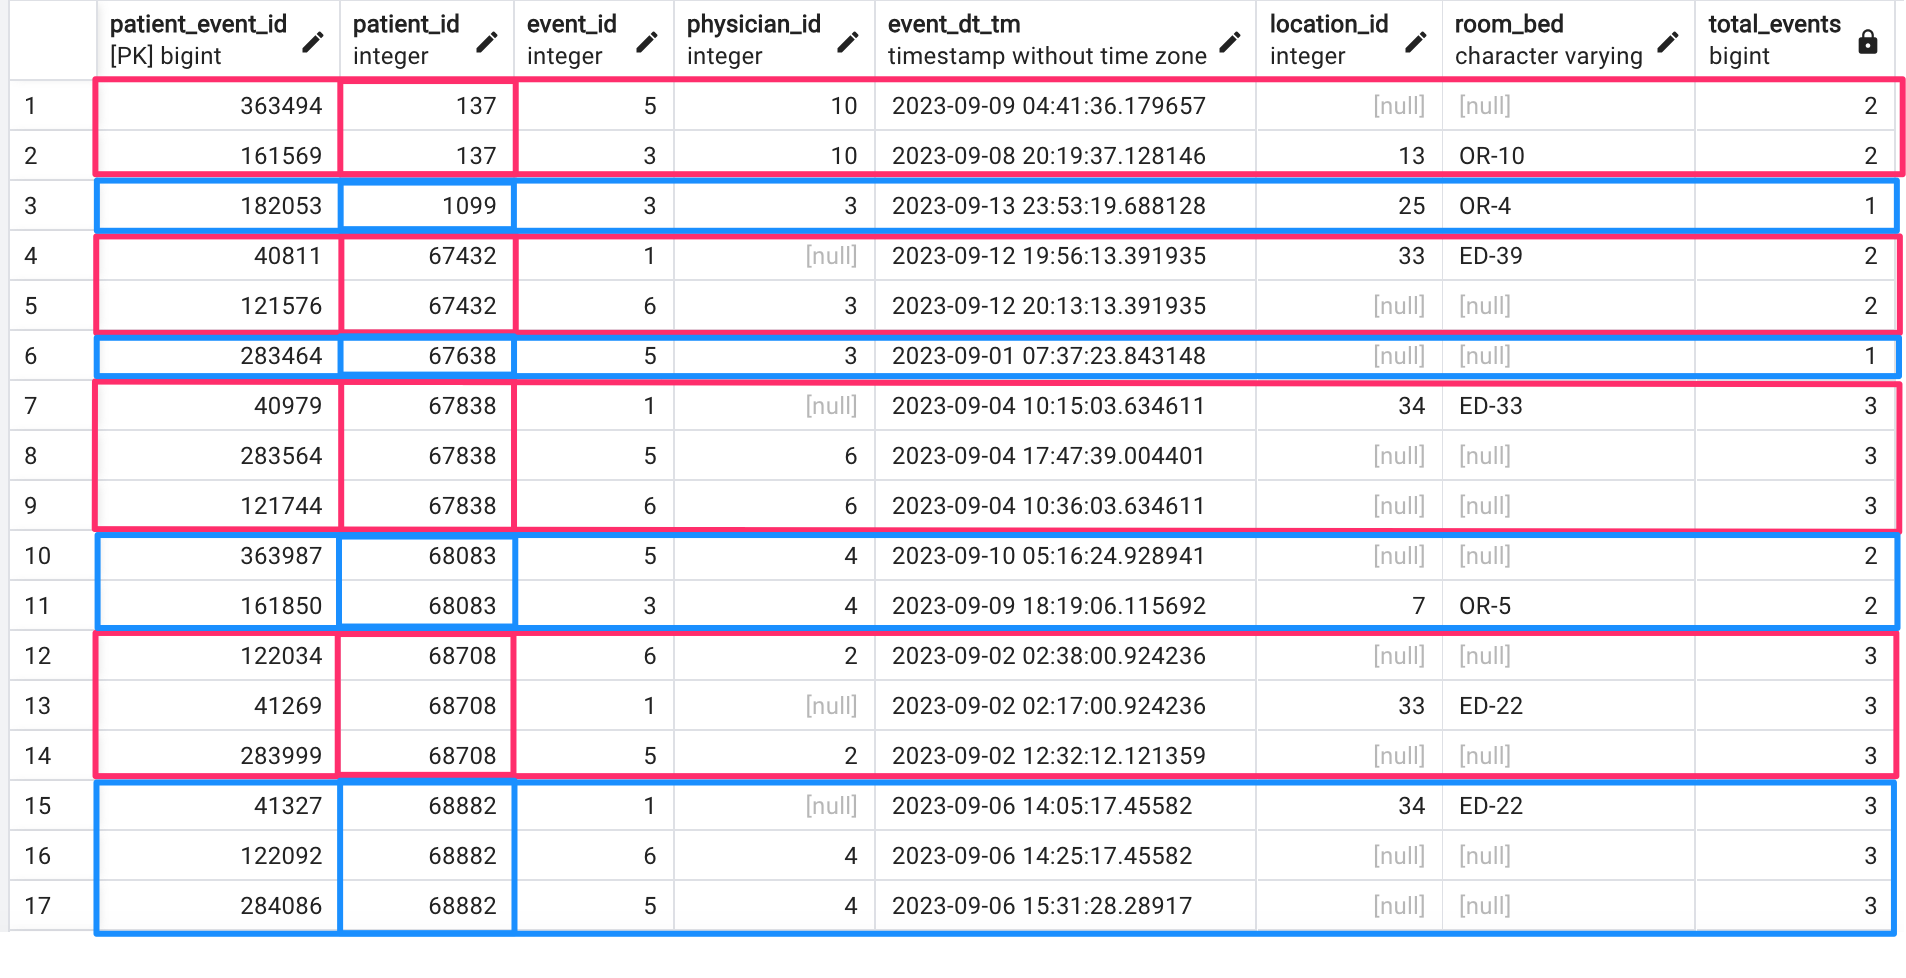 patient_event_id patient_id event_id physician_id event_dt_tm location_id room_bed total_events
[PK] bigint integer integer integer timestamp without time zone integer character varying bigint
1 363494 137 5 10 2023-09-09 04:41:36.179657 [null] [null] 2
2 161569 137 3 10 2023-09-08 20:19:37.128146 13 OR-10 2
3 182053 1099 3 3 2023-09-13 23:53:19.688128 25 OR-4 1
4 40811 67432 1 [null] 2023-09-12 19:56:13.391935 33 ED-39 2
5 121576 67432 6 3 2023-09-12 20:13:13.391935 [null] [null] 2
6 283464 67638 5 3 2023-09-01 07:37:23.843148 [null] [null] 1
7 40979 67838 1 [null] 2023-09-04 10:15:03.634611 34 ED-33 3
8 283564 67838 5 6 2023-09-04 17:47:39.004401 [null] [null] 3
9 121744 67838 6 6 2023-09-04 10:36:03.634611 [null] [null] 3
10 363987 68083 5 4 2023-09-10 05:16:24.928941 [null] [null] 2
11 161850 68083 3 4 2023-09-09 18:19:06.115692 7 OR-5 2
12 122034 68708 6 2 2023-09-02 02:38:00.924236 [null] [null] 3
13 41269 68708 1 [null] 2023-09-02 02:17:00.924236 33 ED-22 3
14 283999 68708 5 2 2023-09-02 12:32:12.121359 [null] [null] 3
15 41327 68882 1 [null] 2023-09-06 14:05:17.45582 34 ED-22 3
16 122092 68882 6 4 2023-09-06 14:25:17.45582 [null] [null] 3
17 284086 68882 5 4 2023-09-06 15:31:28.28917 [null] [null] 3